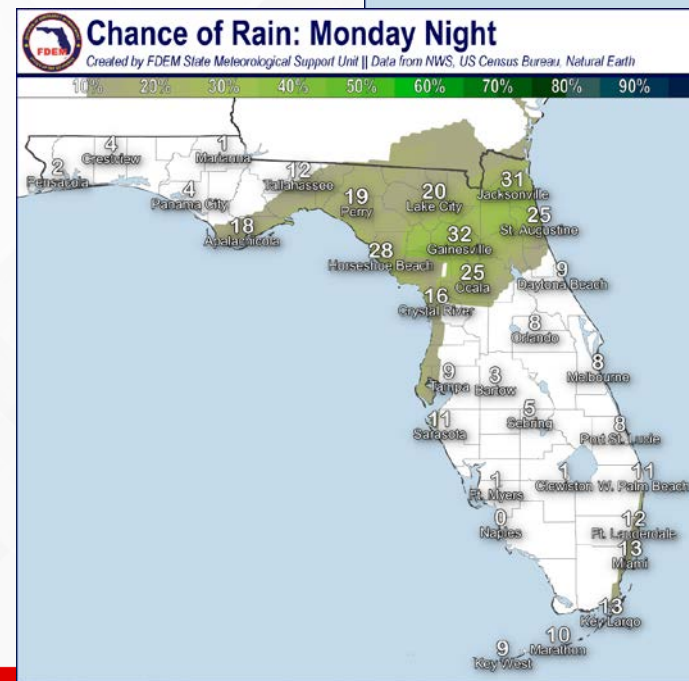 FDEM
Chance of Rain: Monday Night
Created by FDEM State Meteorological Support Unit || Data from NWS, US Census Bureau, Natural Earth
10% 20% 30% 40% 50% 60% 70% 80% 90%
4
Crestview
1
Marianna
2
Pensacola
12
Tallahassee
4
Panama City
18
Apalachicola
19
Perry
20
Lake City
31
Jacksonville
25
St. Augustine
32
Gainesville
28
Horseshoe Beach
25
Ocala
9
Daytona Beach
16
Crystal River
8
Orlando
8
Melbourne
9
Tampa
3
Bartow
11
Sarasota
5
Sebring
8
Port St. Lucie
1
Ft. Myers
1
Clewiston
11
W. Palm Beach
0
Naples
12
Ft. Lauderdale
13
Miami
13
Key Largo
10
Marathon
9
Key West